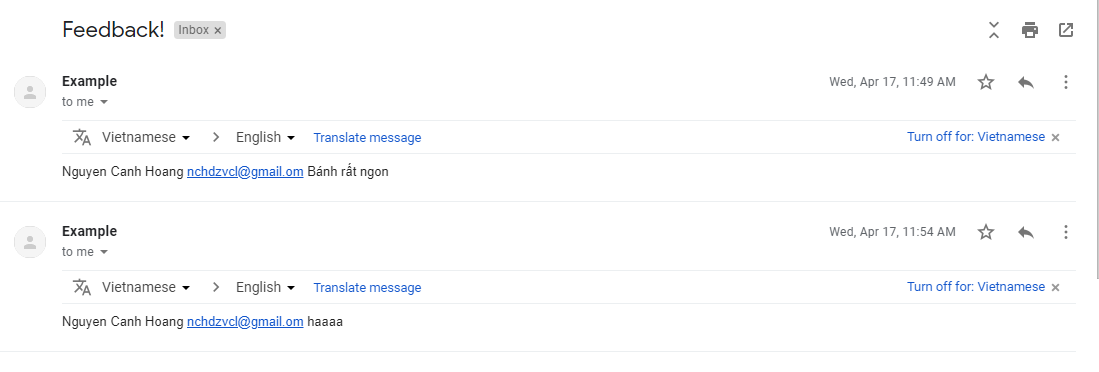 Feedback! Inbox ×
Example Wed, Apr 17, 11:49 AM
to me
Vietnamese > English Translate message Turn off for: Vietnamese ×
Nguyen Canh Hoang nchdzvcl@gmail.om Bánh rất ngon
Example Wed, Apr 17, 11:54 AM
to me
Vietnamese > English Translate message Turn off for: Vietnamese ×
Nguyen Canh Hoang nchdzvcl@gmail.om haaaa